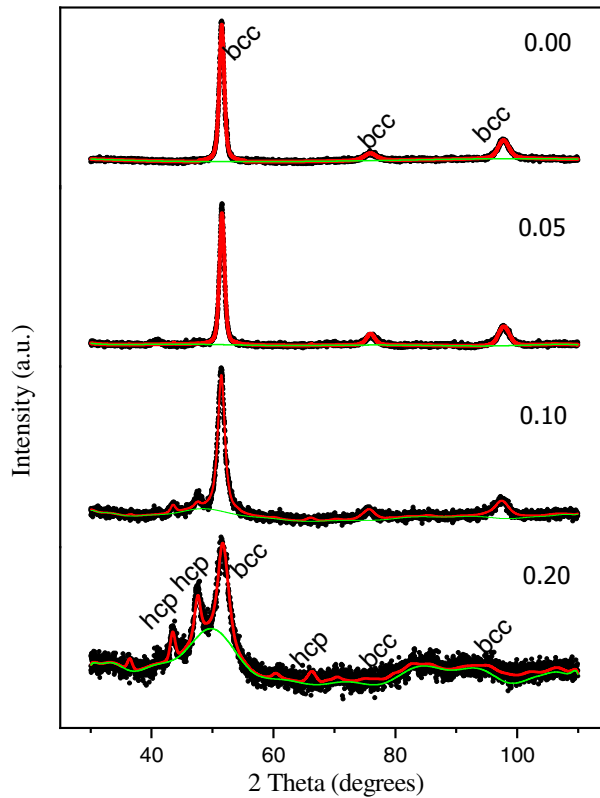 bcc
0.00
bcc
bcc
0.05
0.10
bcc
hcp
hcp
0.20
hcp
bcc
bcc
Intensity (a.u.)
40 60 80 100
2 Theta (degrees)